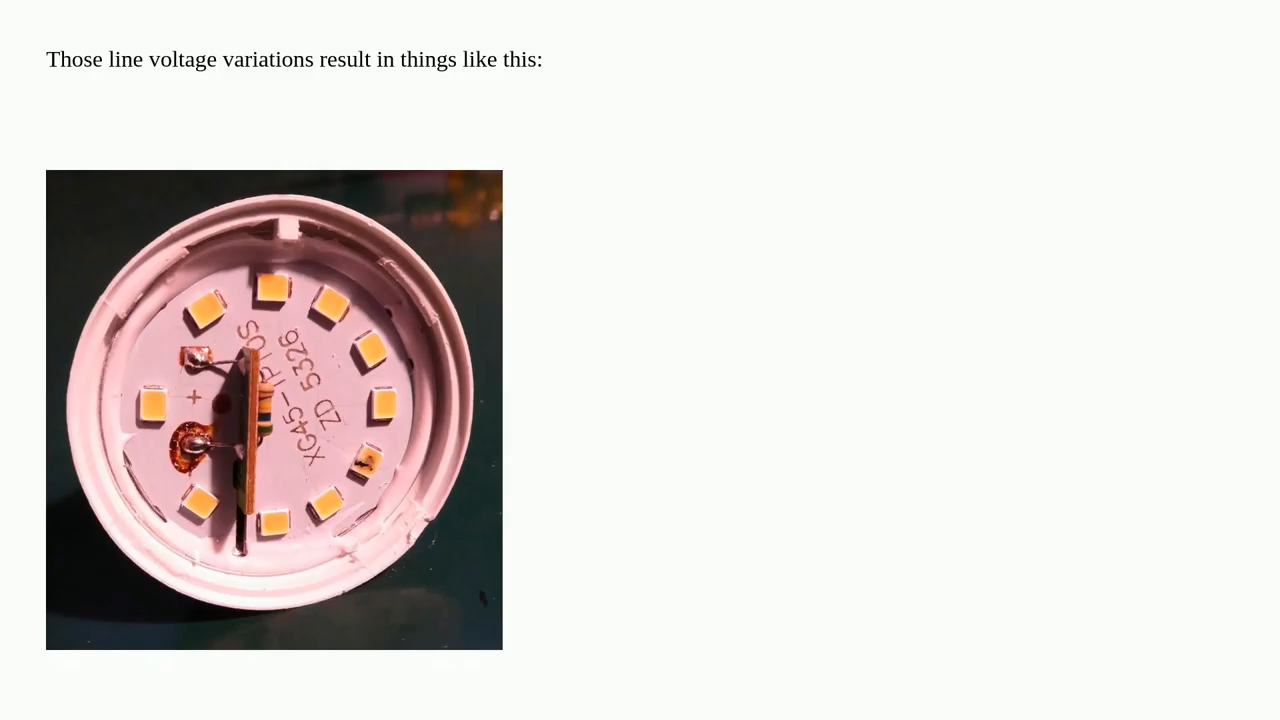 Those line voltage variations result in things like this:
XG45-1P10S
ZD 5326
+